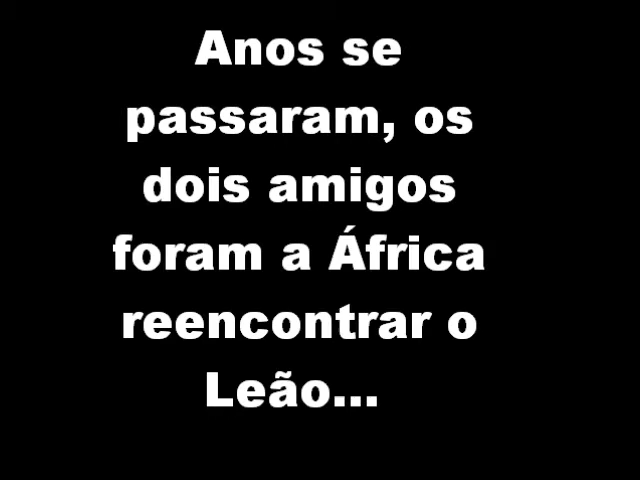 Anos se
passaram, os
dois amigos
foram a África
reencontrar o
Leão...